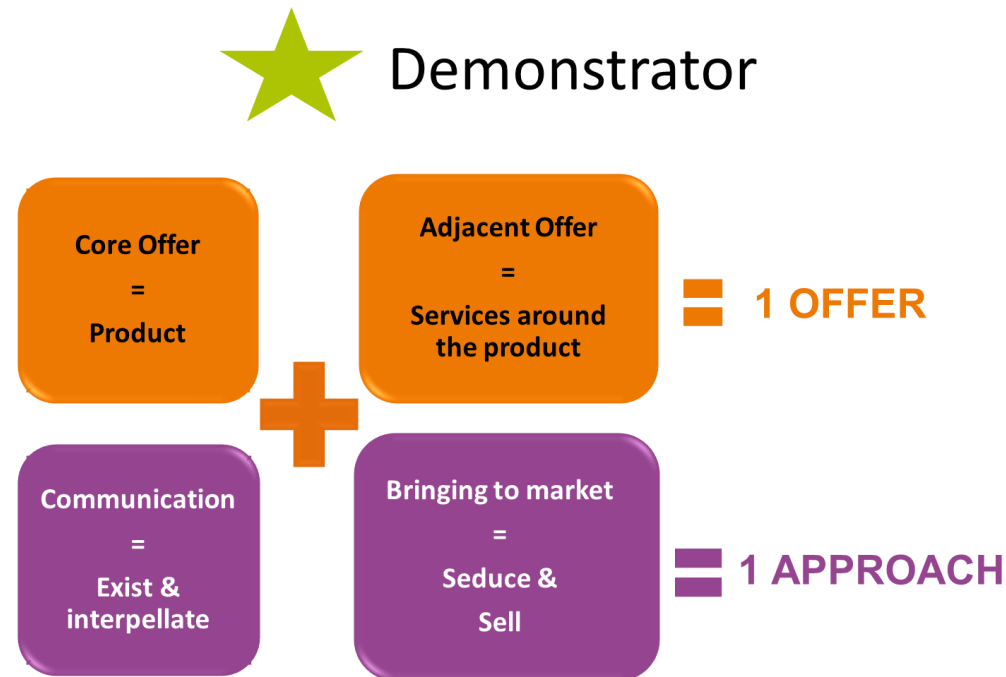 Demonstrator
Core Offer
=
Product
Adjacent Offer
=
Services around
the product
= 1 OFFER
Communication
=
Exist &
interpellate
Bringing to market
=
Seduce &
Sell
= 1 APPROACH